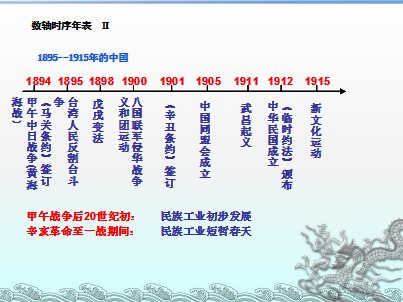 数轴时序年表 Ⅱ
1895--1915年的中国
1894 1895 1898 1900 1901 1905 1911 1912 1915
甲午中日战争(黄海
海战）
《马关条约》签订
台湾人民反割台斗
争
戊戌变法
八国联军侵华战争
义和团运动
《辛丑条约》签订
中国同盟会成立
武昌起义
《临时约法》颁布
中华民国成立
新文化运动
甲午战争后20世纪初： 民族工业初步发展
辛亥革命至一战期间： 民族工业短暂春天